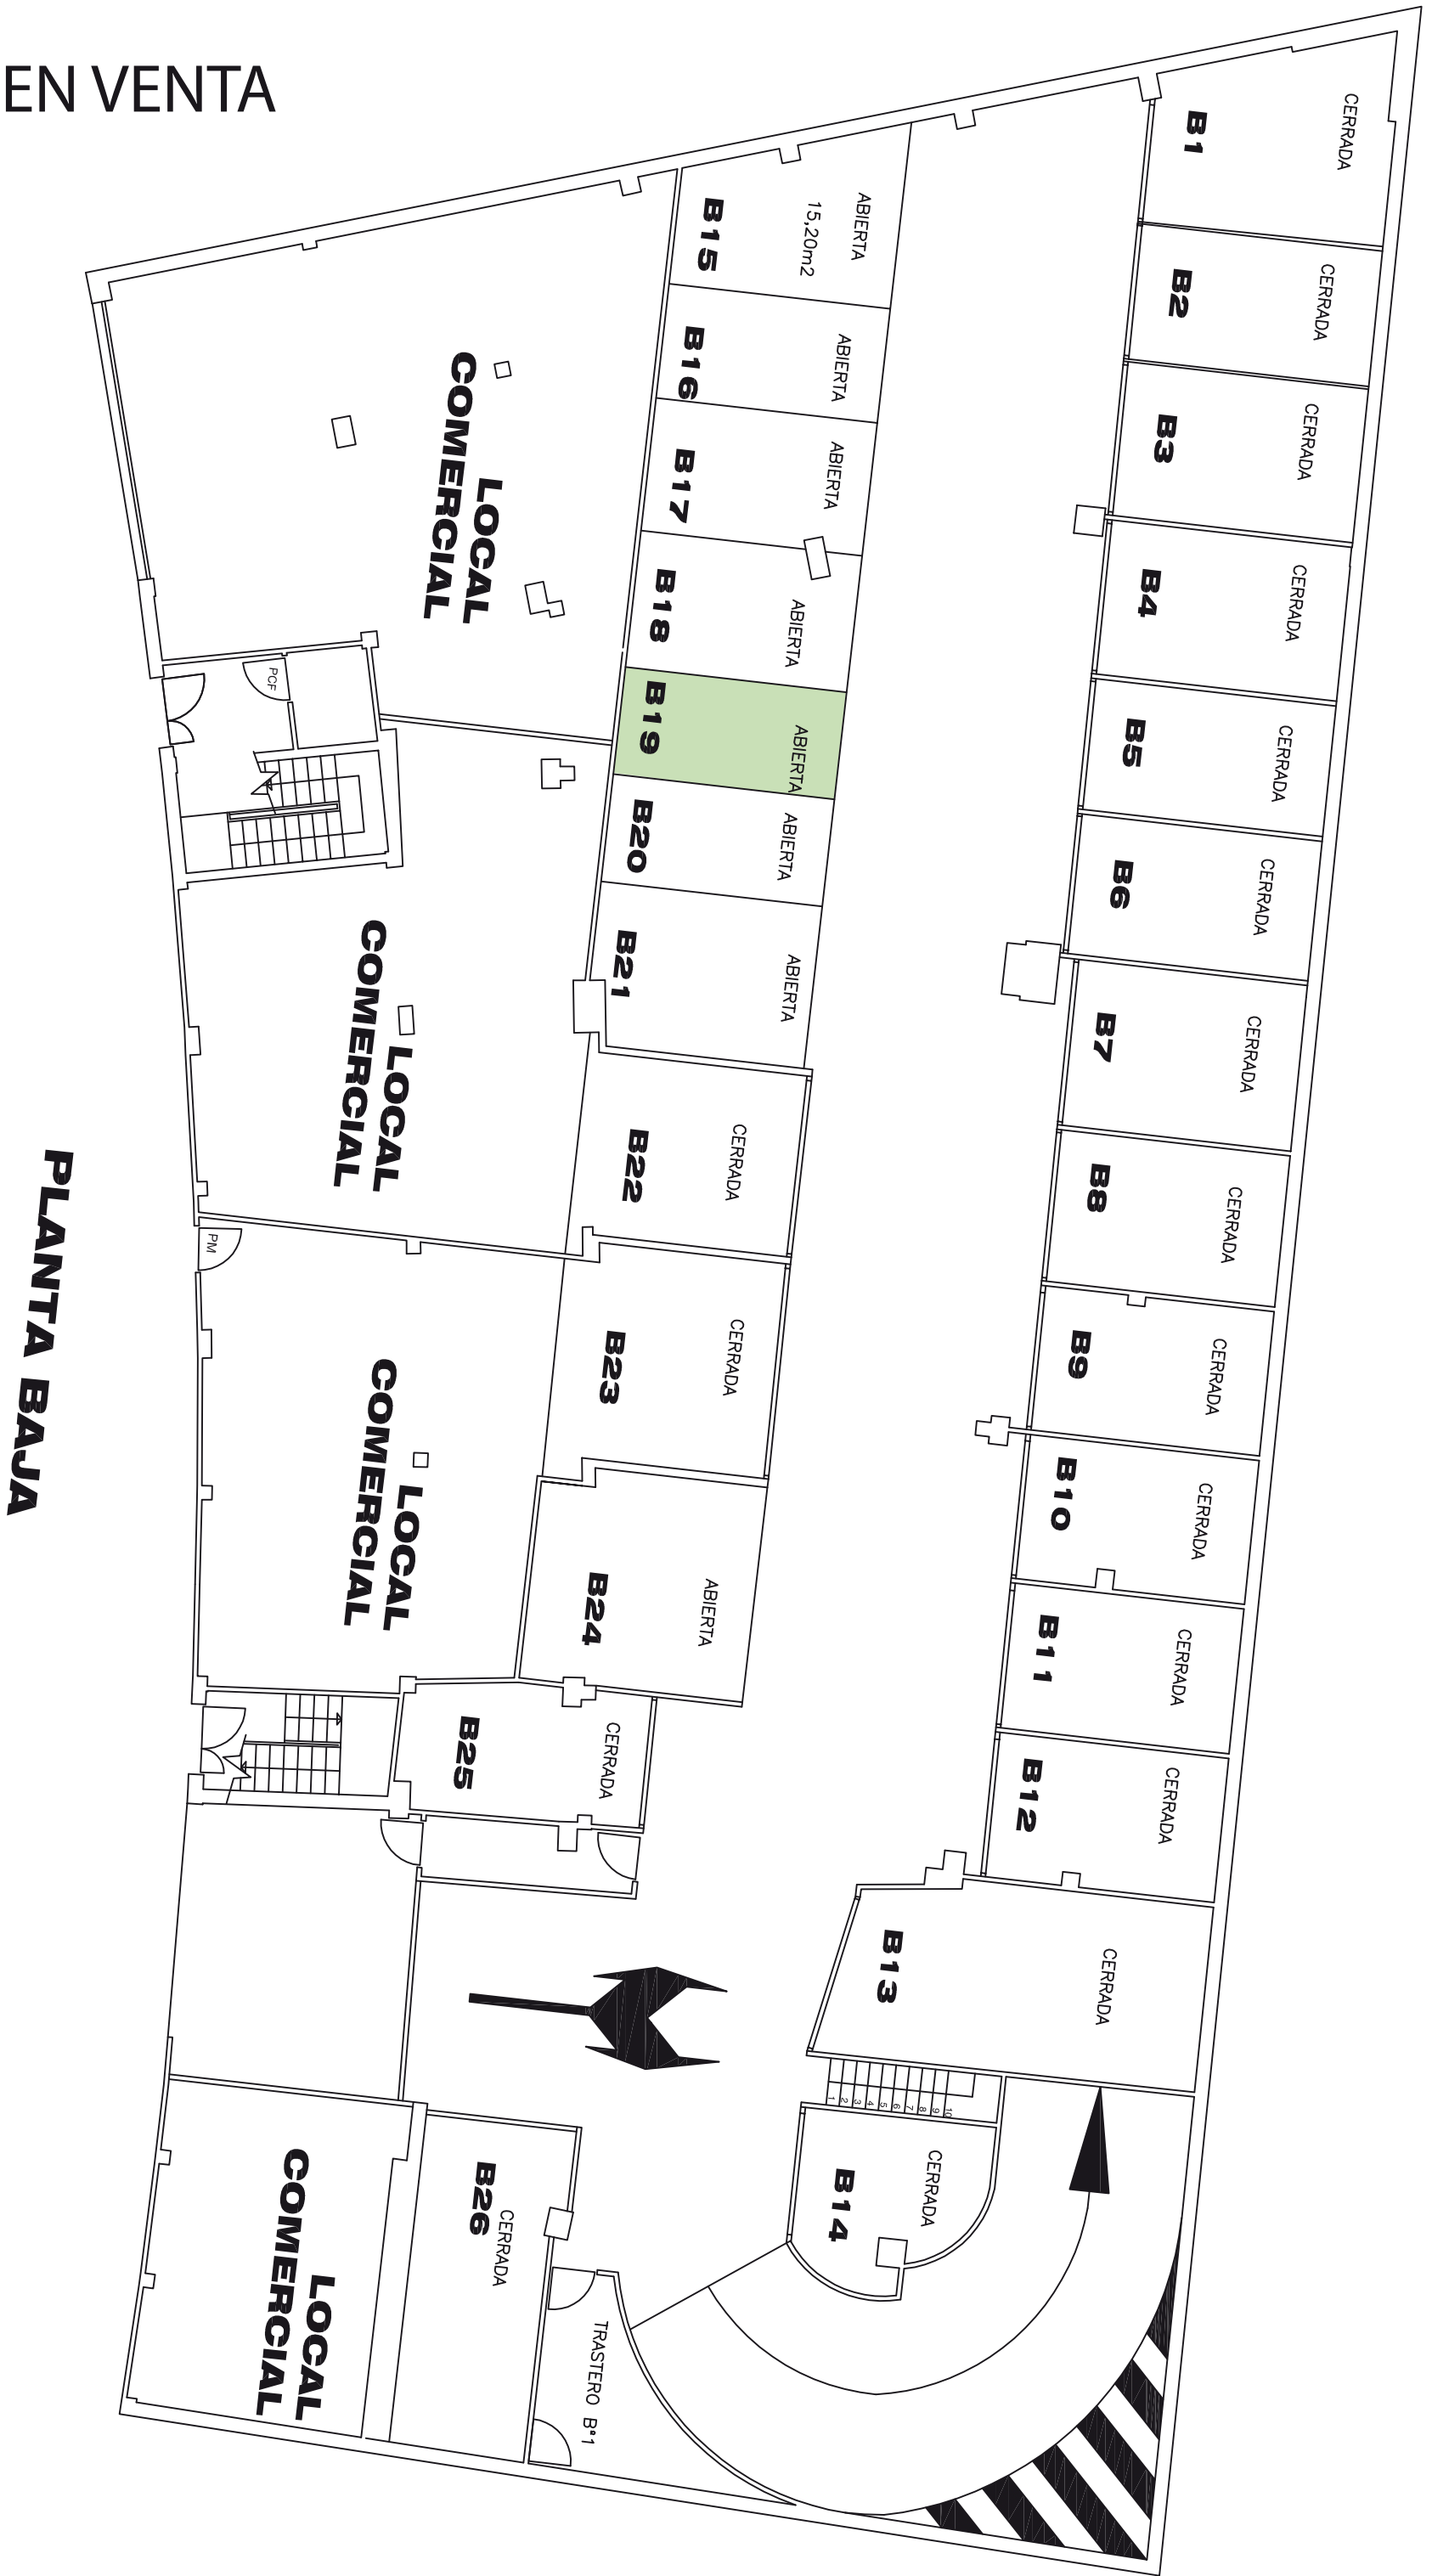 EN VENTA
B1
CERRADA
B2
CERRADA
B3
CERRADA
B4
CERRADA
B5
CERRADA
B6
CERRADA
B7
CERRADA
B8
CERRADA
B9
CERRADA
B10
CERRADA
B11
CERRADA
B12
CERRADA
B13
CERRADA
1 2 3 4 5 6 7 8 9 10
B14
CERRADA
B15
15,20m2
ABIERTA
B16
ABIERTA
B17
ABIERTA
B18
ABIERTA
B19
ABIERTA
B20
ABIERTA
B21
ABIERTA
B22
CERRADA
B23
CERRADA
B24
ABIERTA
B25
CERRADA
B26
CERRADA
TRASTERO Bª1
LOCAL
COMERCIAL
PCF
LOCAL
COMERCIAL
PM
LOCAL
COMERCIAL
LOCAL
COMERCIAL
PLANTA BAJA